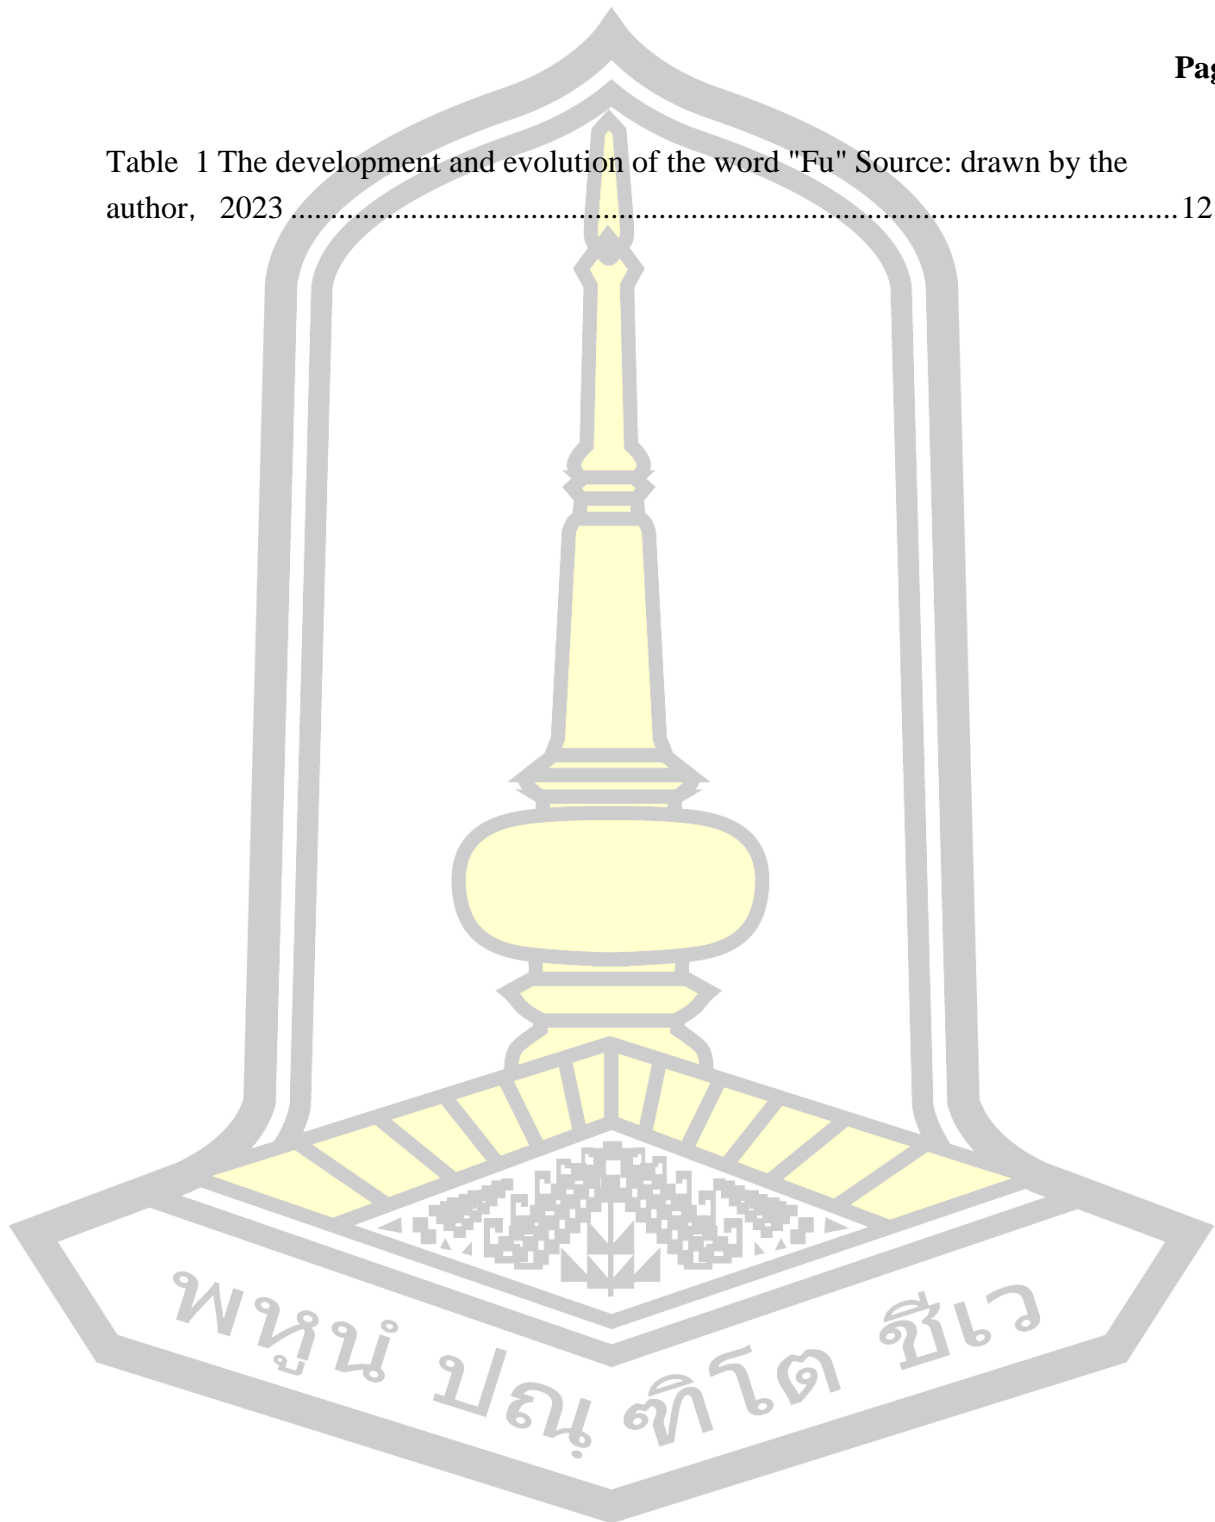 Pag
Table 1 The development and evolution of the word "Fu" Source: drawn by the
author, 2023 ................................................................................................................12
พหูนํ ปณฺฑิโต ชีเว